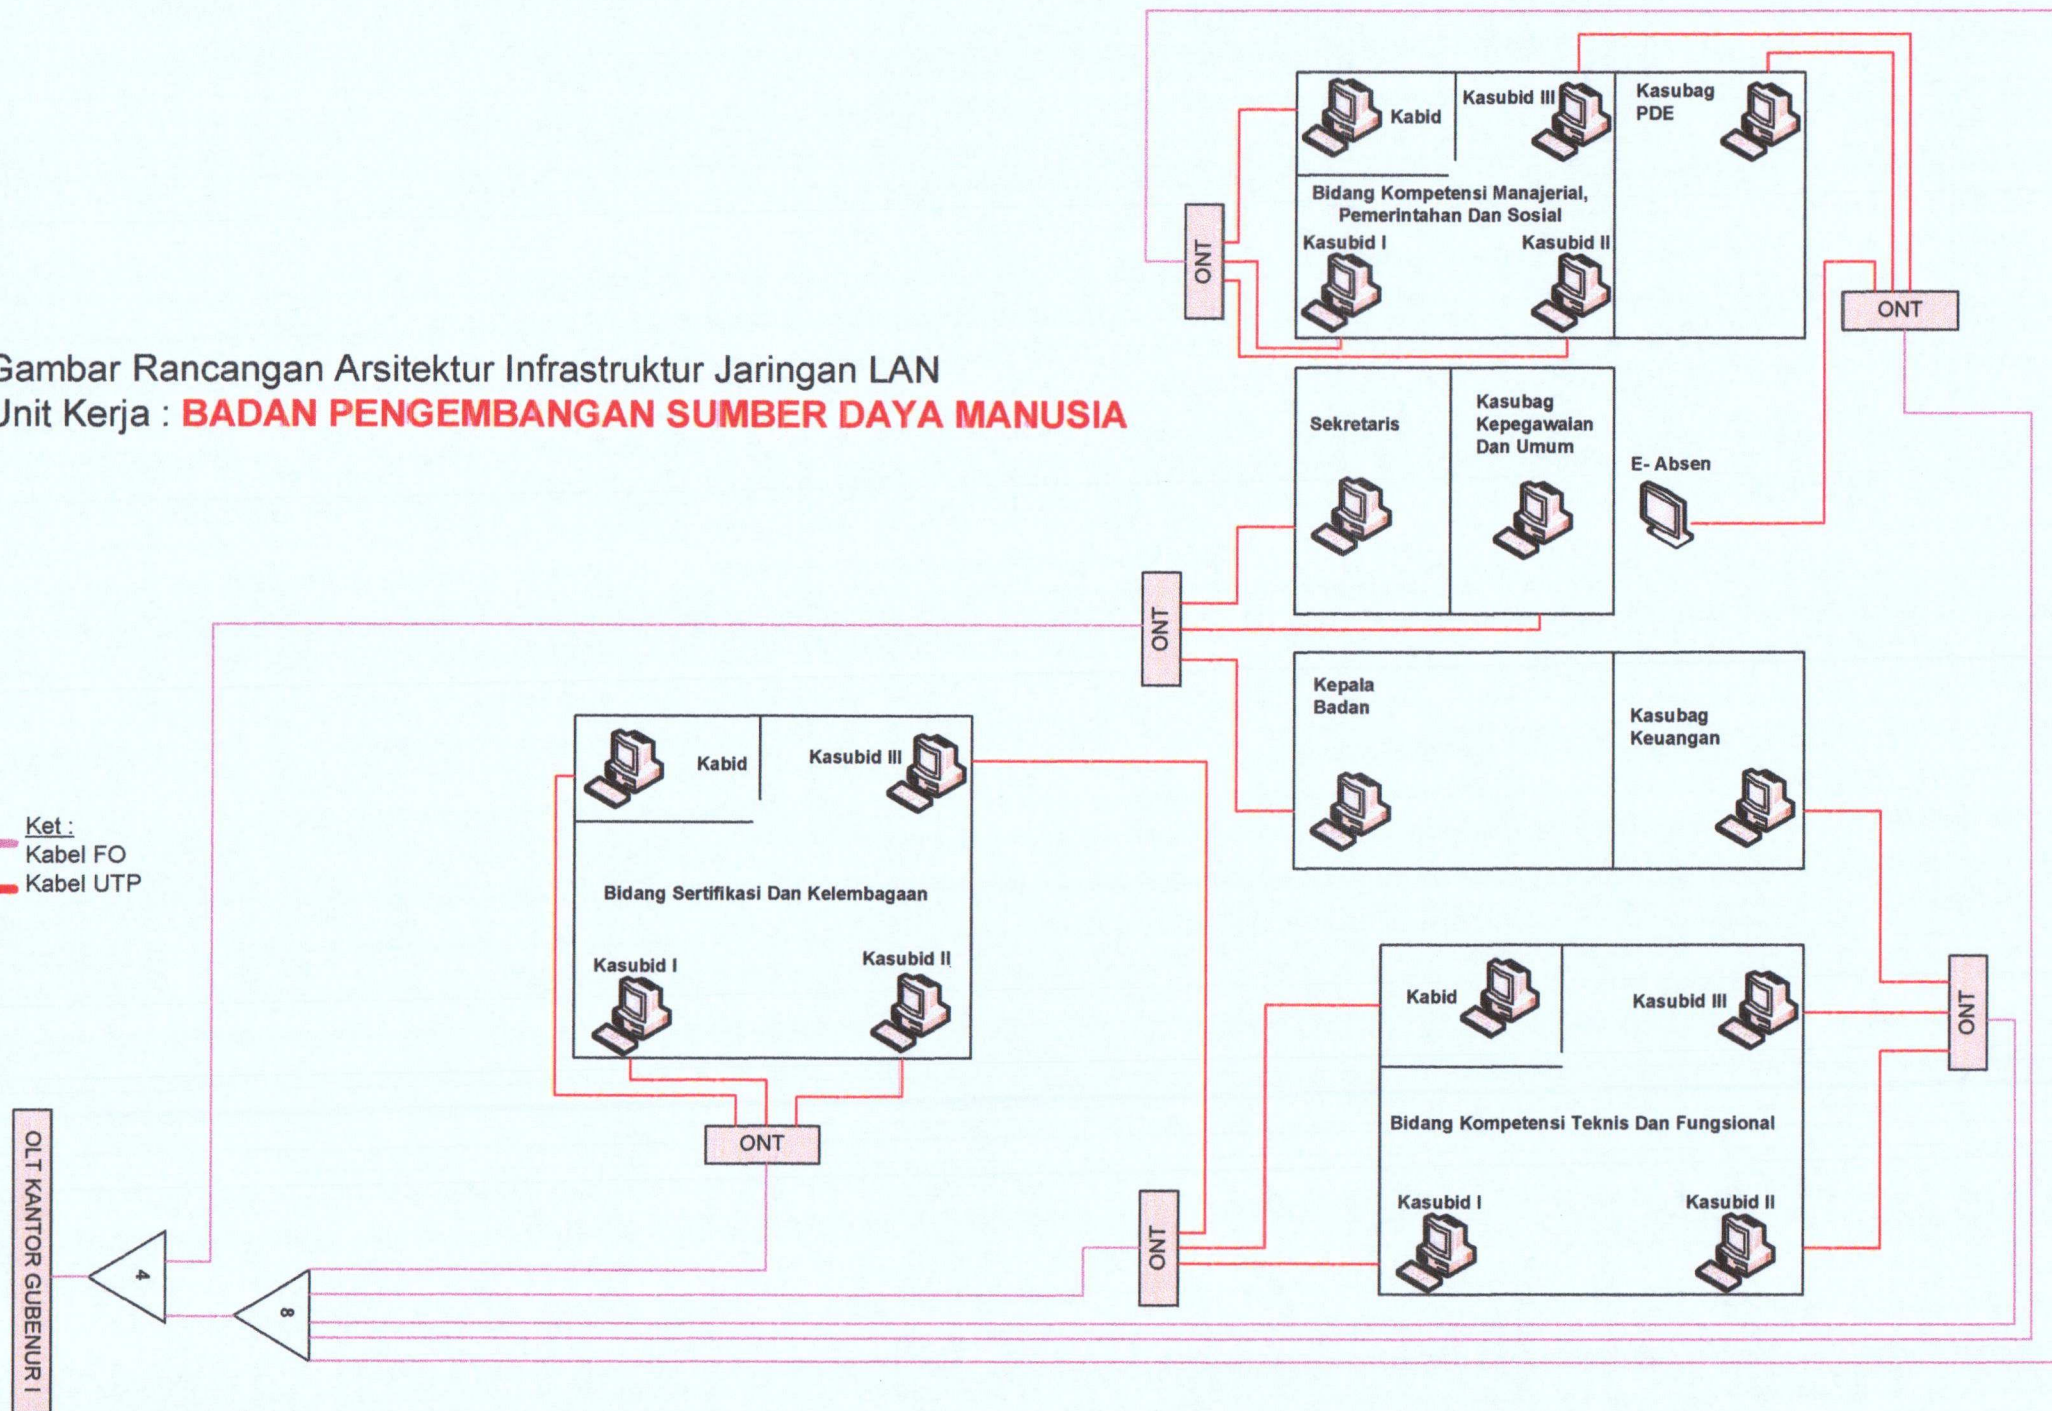 Gambar Rancangan Arsitektur Infrastruktur Jaringan LAN
Unit Kerja : BADAN PENGEMBANGAN SUMBER DAYA MANUSIA
Kabid
Kasubid III
Kasubag
PDE
Bidang Kompetensi Manajerial,
Pemerintahan Dan Sosial
Kasubid I
Kasubid II
ONT
ONT
Sekretaris
Kasubag
Kepegawaian
Dan Umum
E- Absen
ONT
Kepala
Badan
Kasubag
Keuangan
Kabid
Kasubid III
Bidang Sertifikasi Dan Kelembagaan
Kasubid I
Kasubid II
ONT
Ket :
Kabel FO
Kabel UTP
Kabid
Kasubid III
ONT
Bidang Kompetensi Teknis Dan Fungsional
Kasubid I
Kasubid II
ONT
OLT KANTOR GUBENUR I
4
8